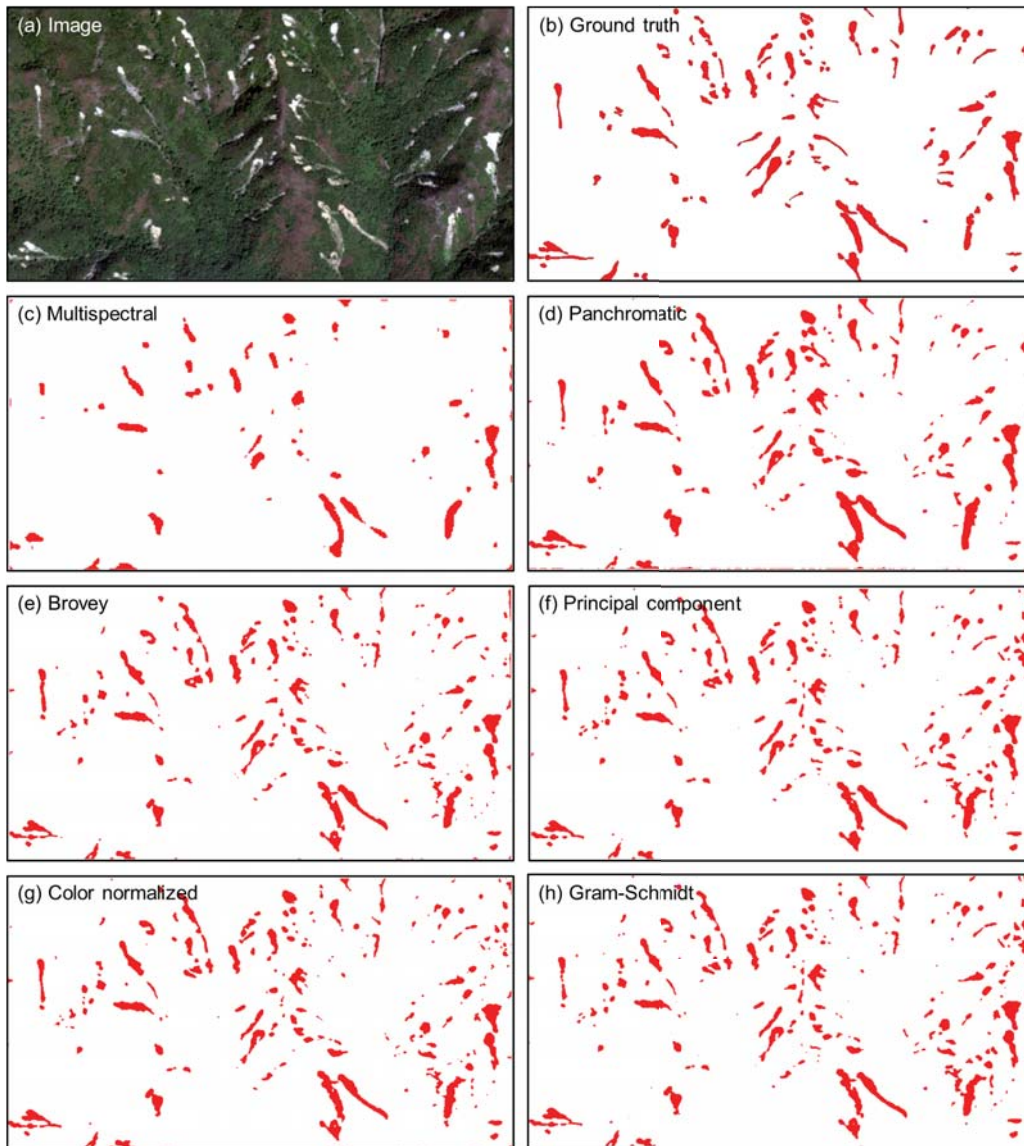 (a) Image
(b) Ground truth
(c) Multispectral
(d) Panchromatic
(e) Brovey
(f) Principal component
(g) Color normalized
(h) Gram-Schmidt